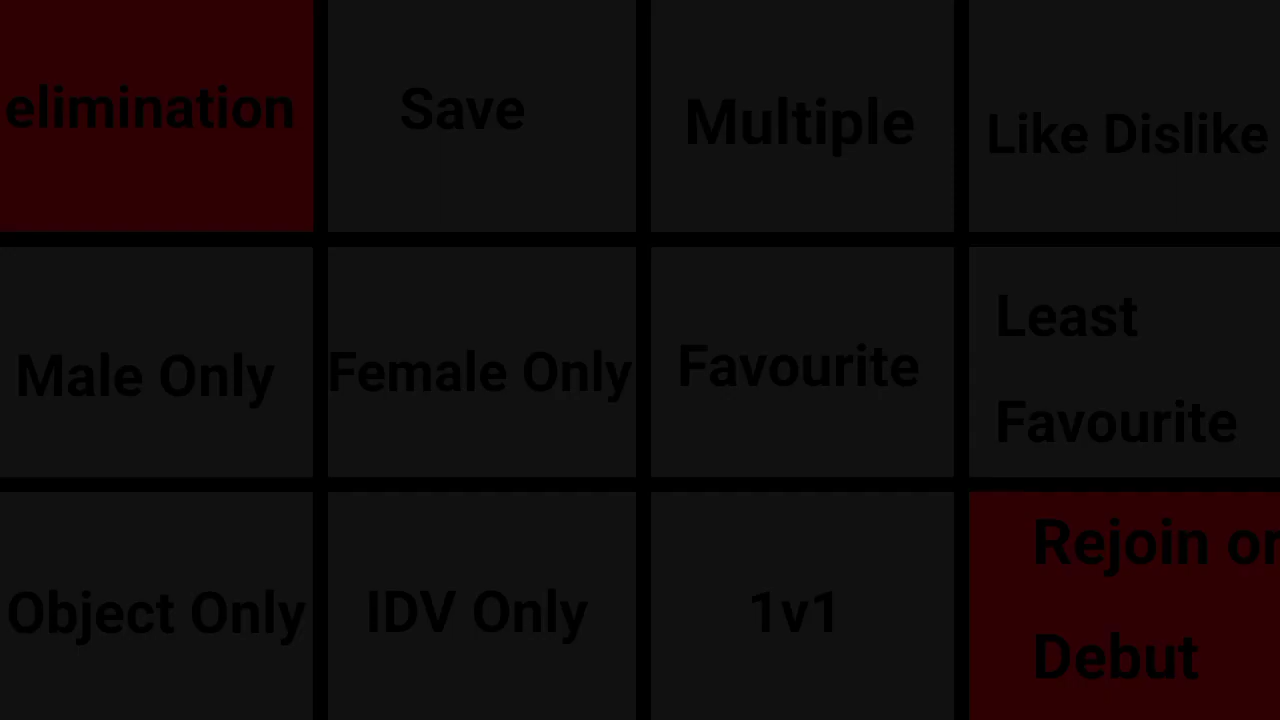 elimination
Save
Multiple
Like Dislike
Male Only
Female Only
Favourite
Least
Favourite
Object Only
IDV Only
1v1
Rejoin or
Debut